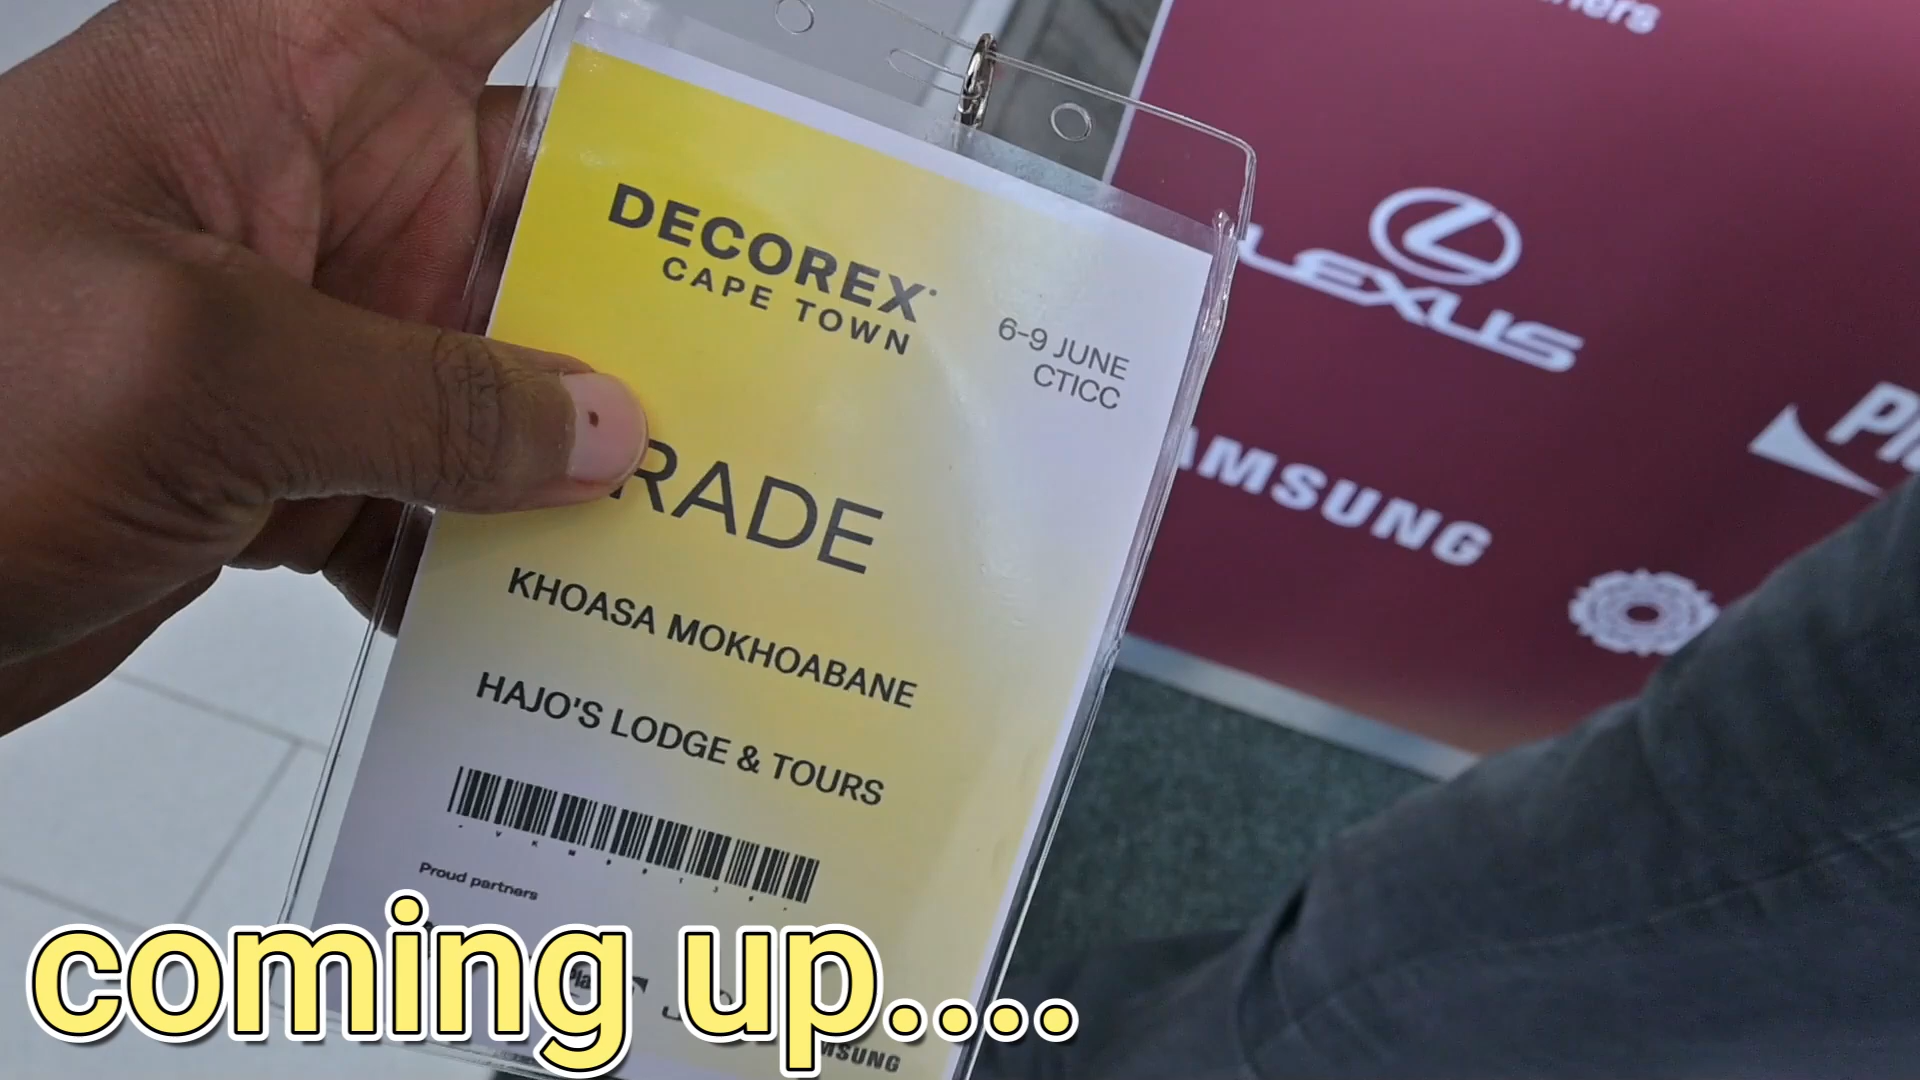 DECOREX
CAPE TOWN
6-9 JUNE
CTICC
RADE
KHOASA MOKHOABANE
HAJO'S LODGE & TOURS
Proud partners
coming up....
LEXUS
AMSUNG